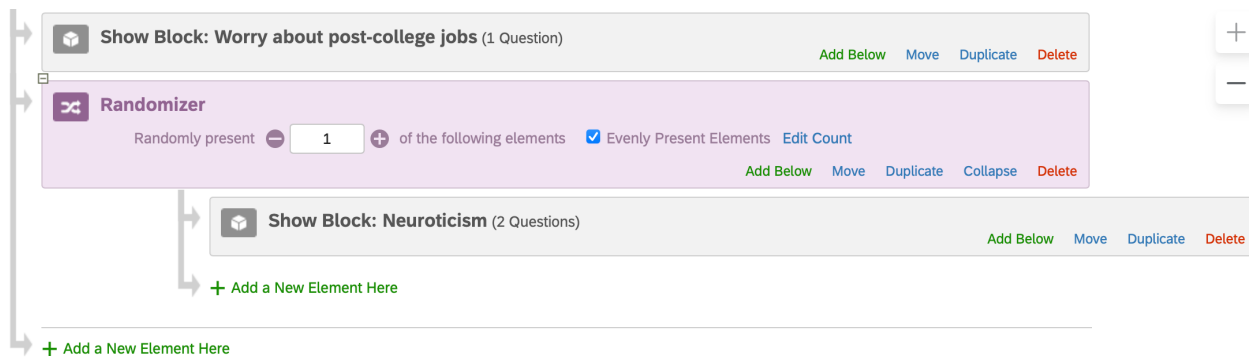 Show Block: Worry about post-college jobs (1 Question)
Add Below Move Duplicate Delete
Randomizer
Randomly present 1 of the following elements Evenly Present Elements Edit Count
Add Below Move Duplicate Collapse Delete
Show Block: Neuroticism (2 Questions)
Add Below Move Duplicate Delete
+ Add a New Element Here
+ Add a New Element Here